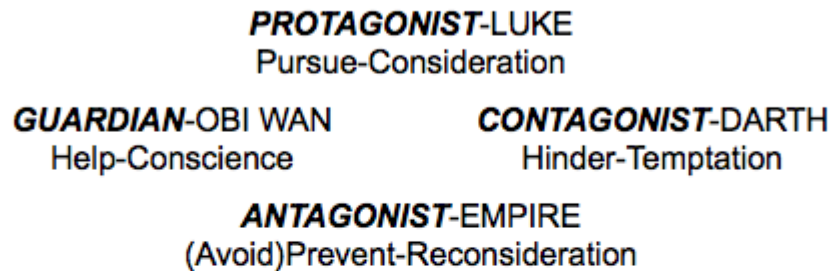 PROTAGONIST-LUKE
Pursue-Consideration
GUARDIAN-OBI WAN
Help-Conscience
CONTAGONIST-DARTH
Hinder-Temptation
ANTAGONIST-EMPIRE
(Avoid)Prevent-Reconsideration